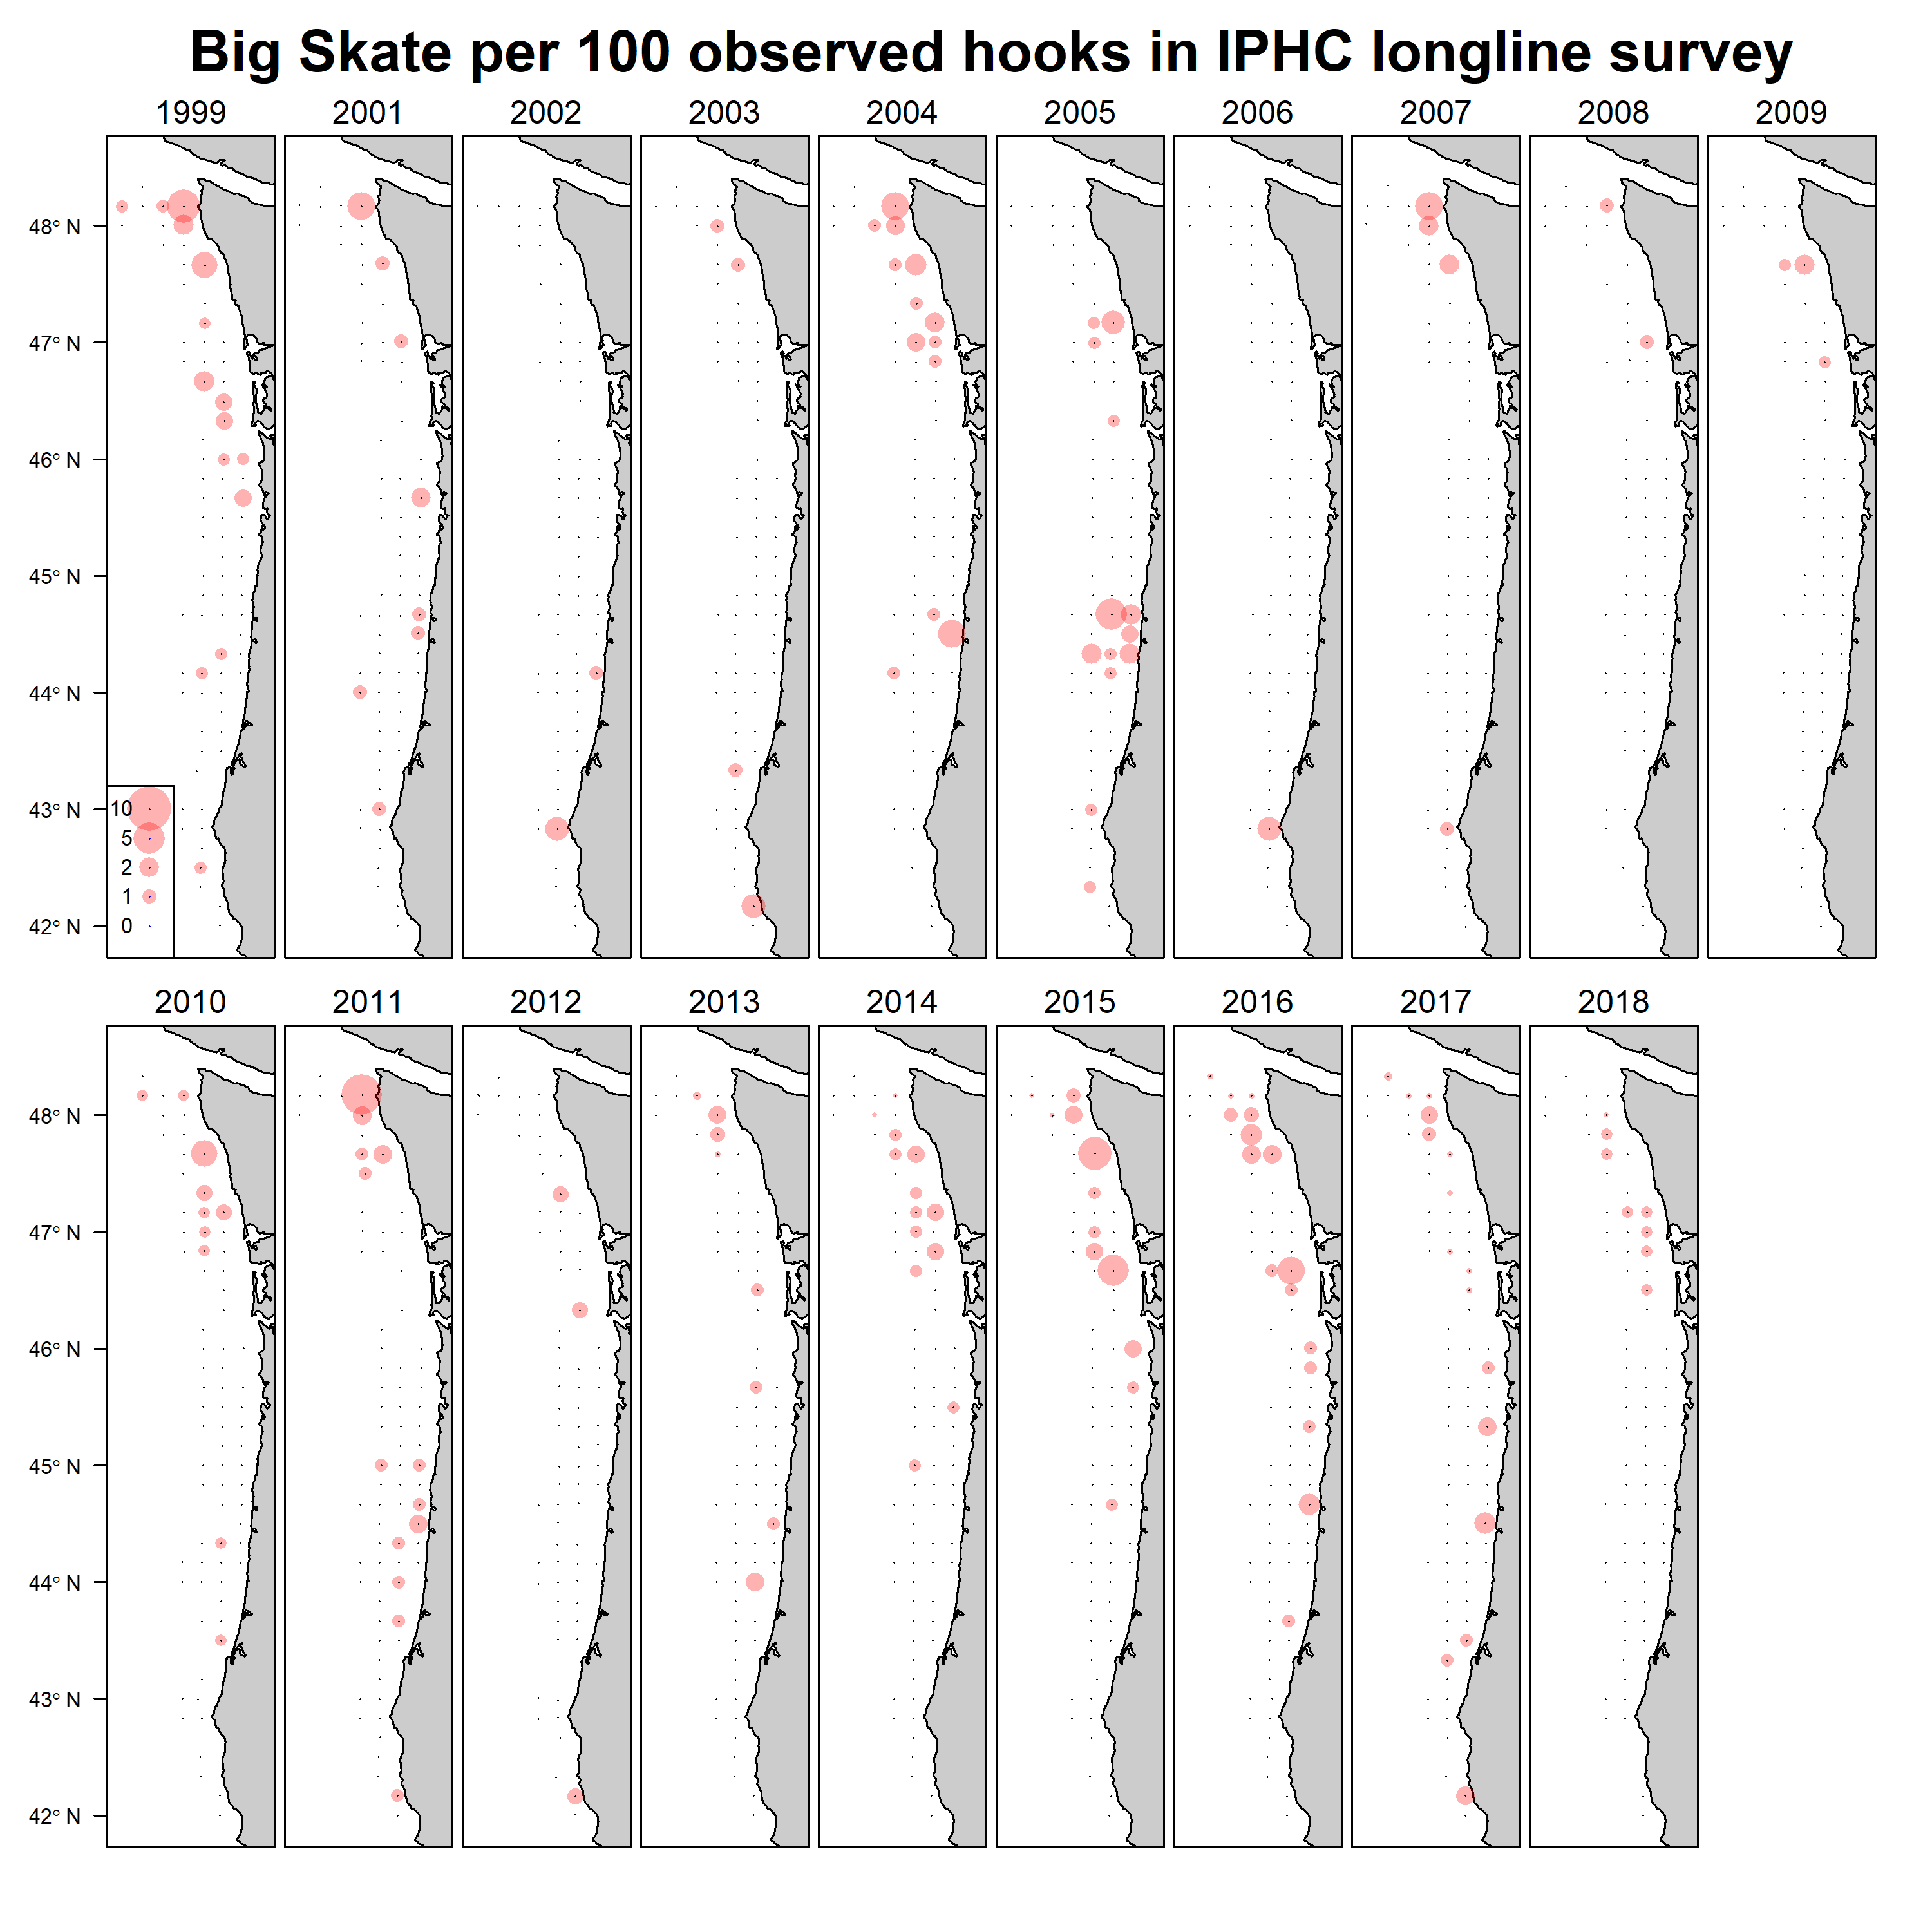 Big Skate per 100 observed hooks in IPHC longline survey
1999 2001 2002 2003 2004 2005 2006 2007 2008 2009
48° N
47° N
46° N
45° N
44° N
43° N
42° N
10
5
2
1
0
2010 2011 2012 2013 2014 2015 2016 2017 2018
48° N
47° N
46° N
45° N
44° N
43° N
42° N